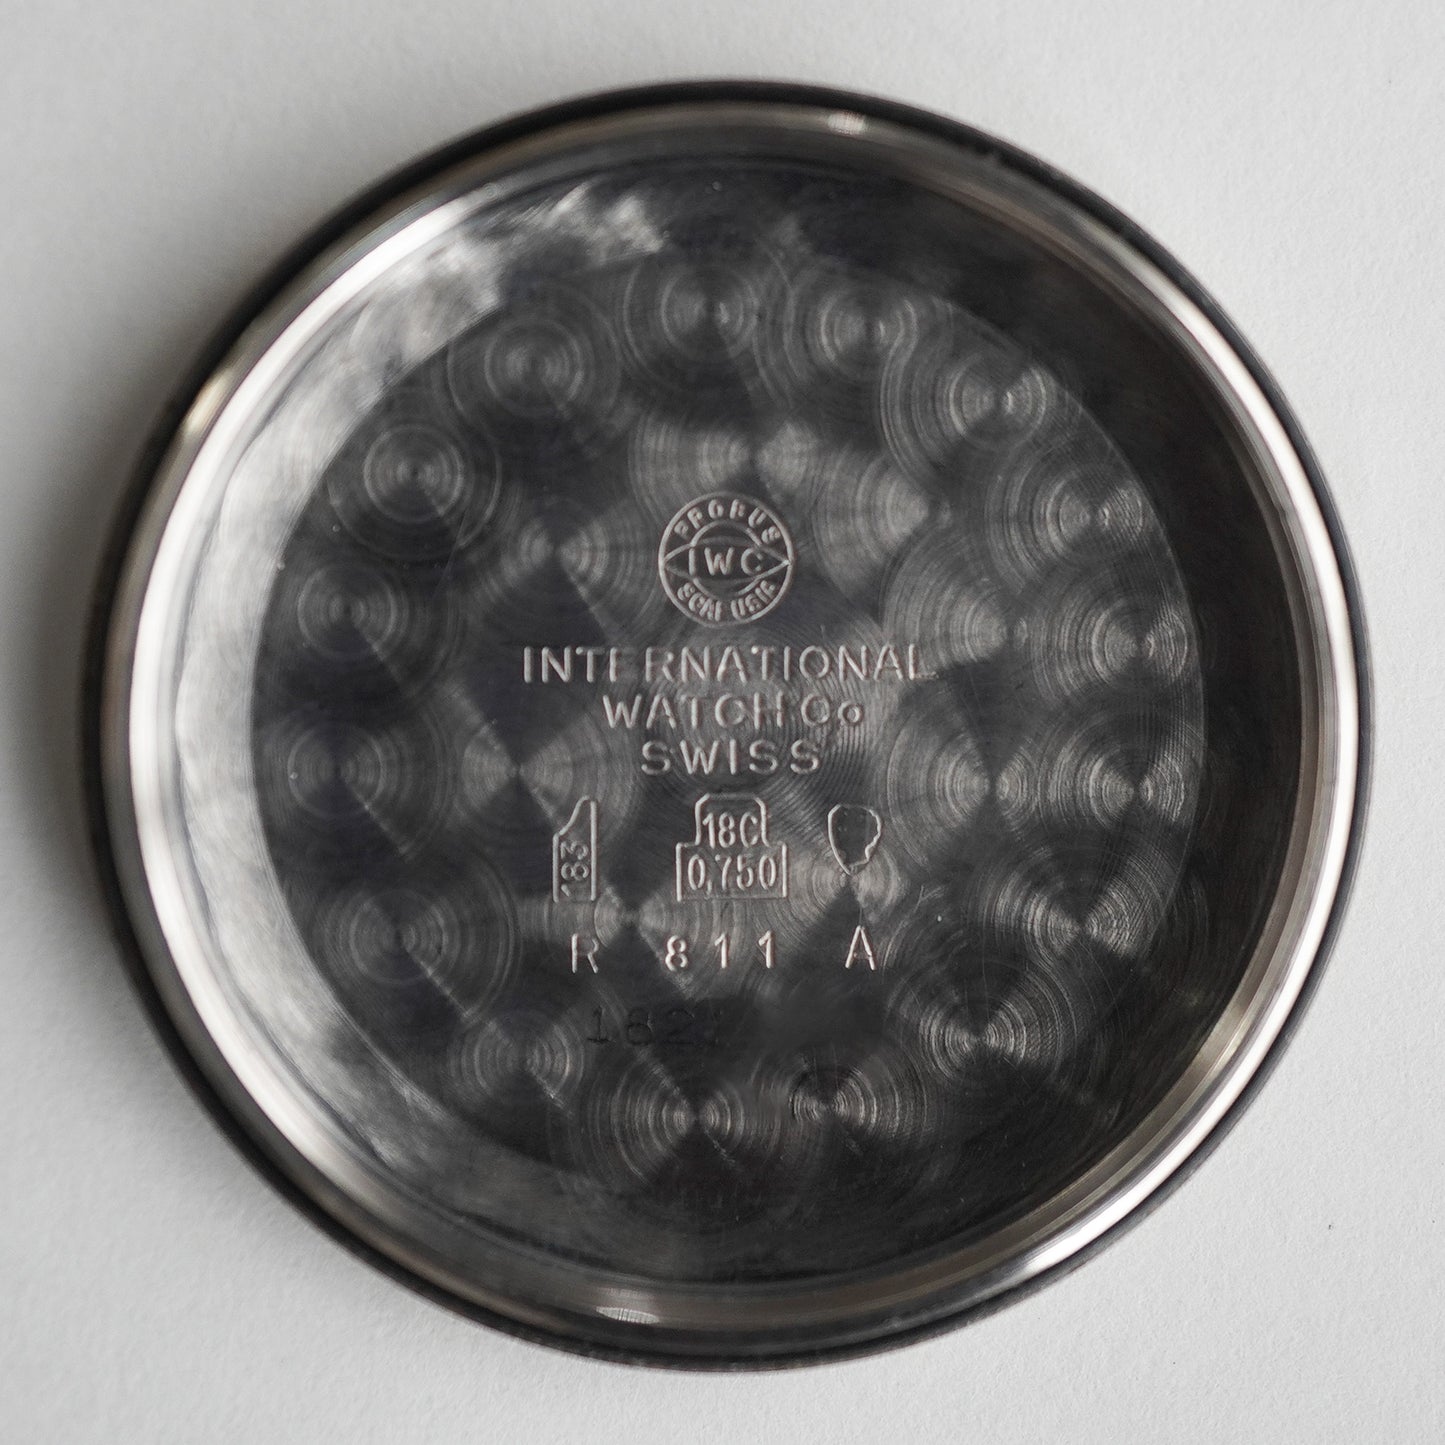 PROBUS
IWC
SCAFUSIA
INTERNATIONAL
WATCH Co
SWISS
183
18C
0,750
R 811 A